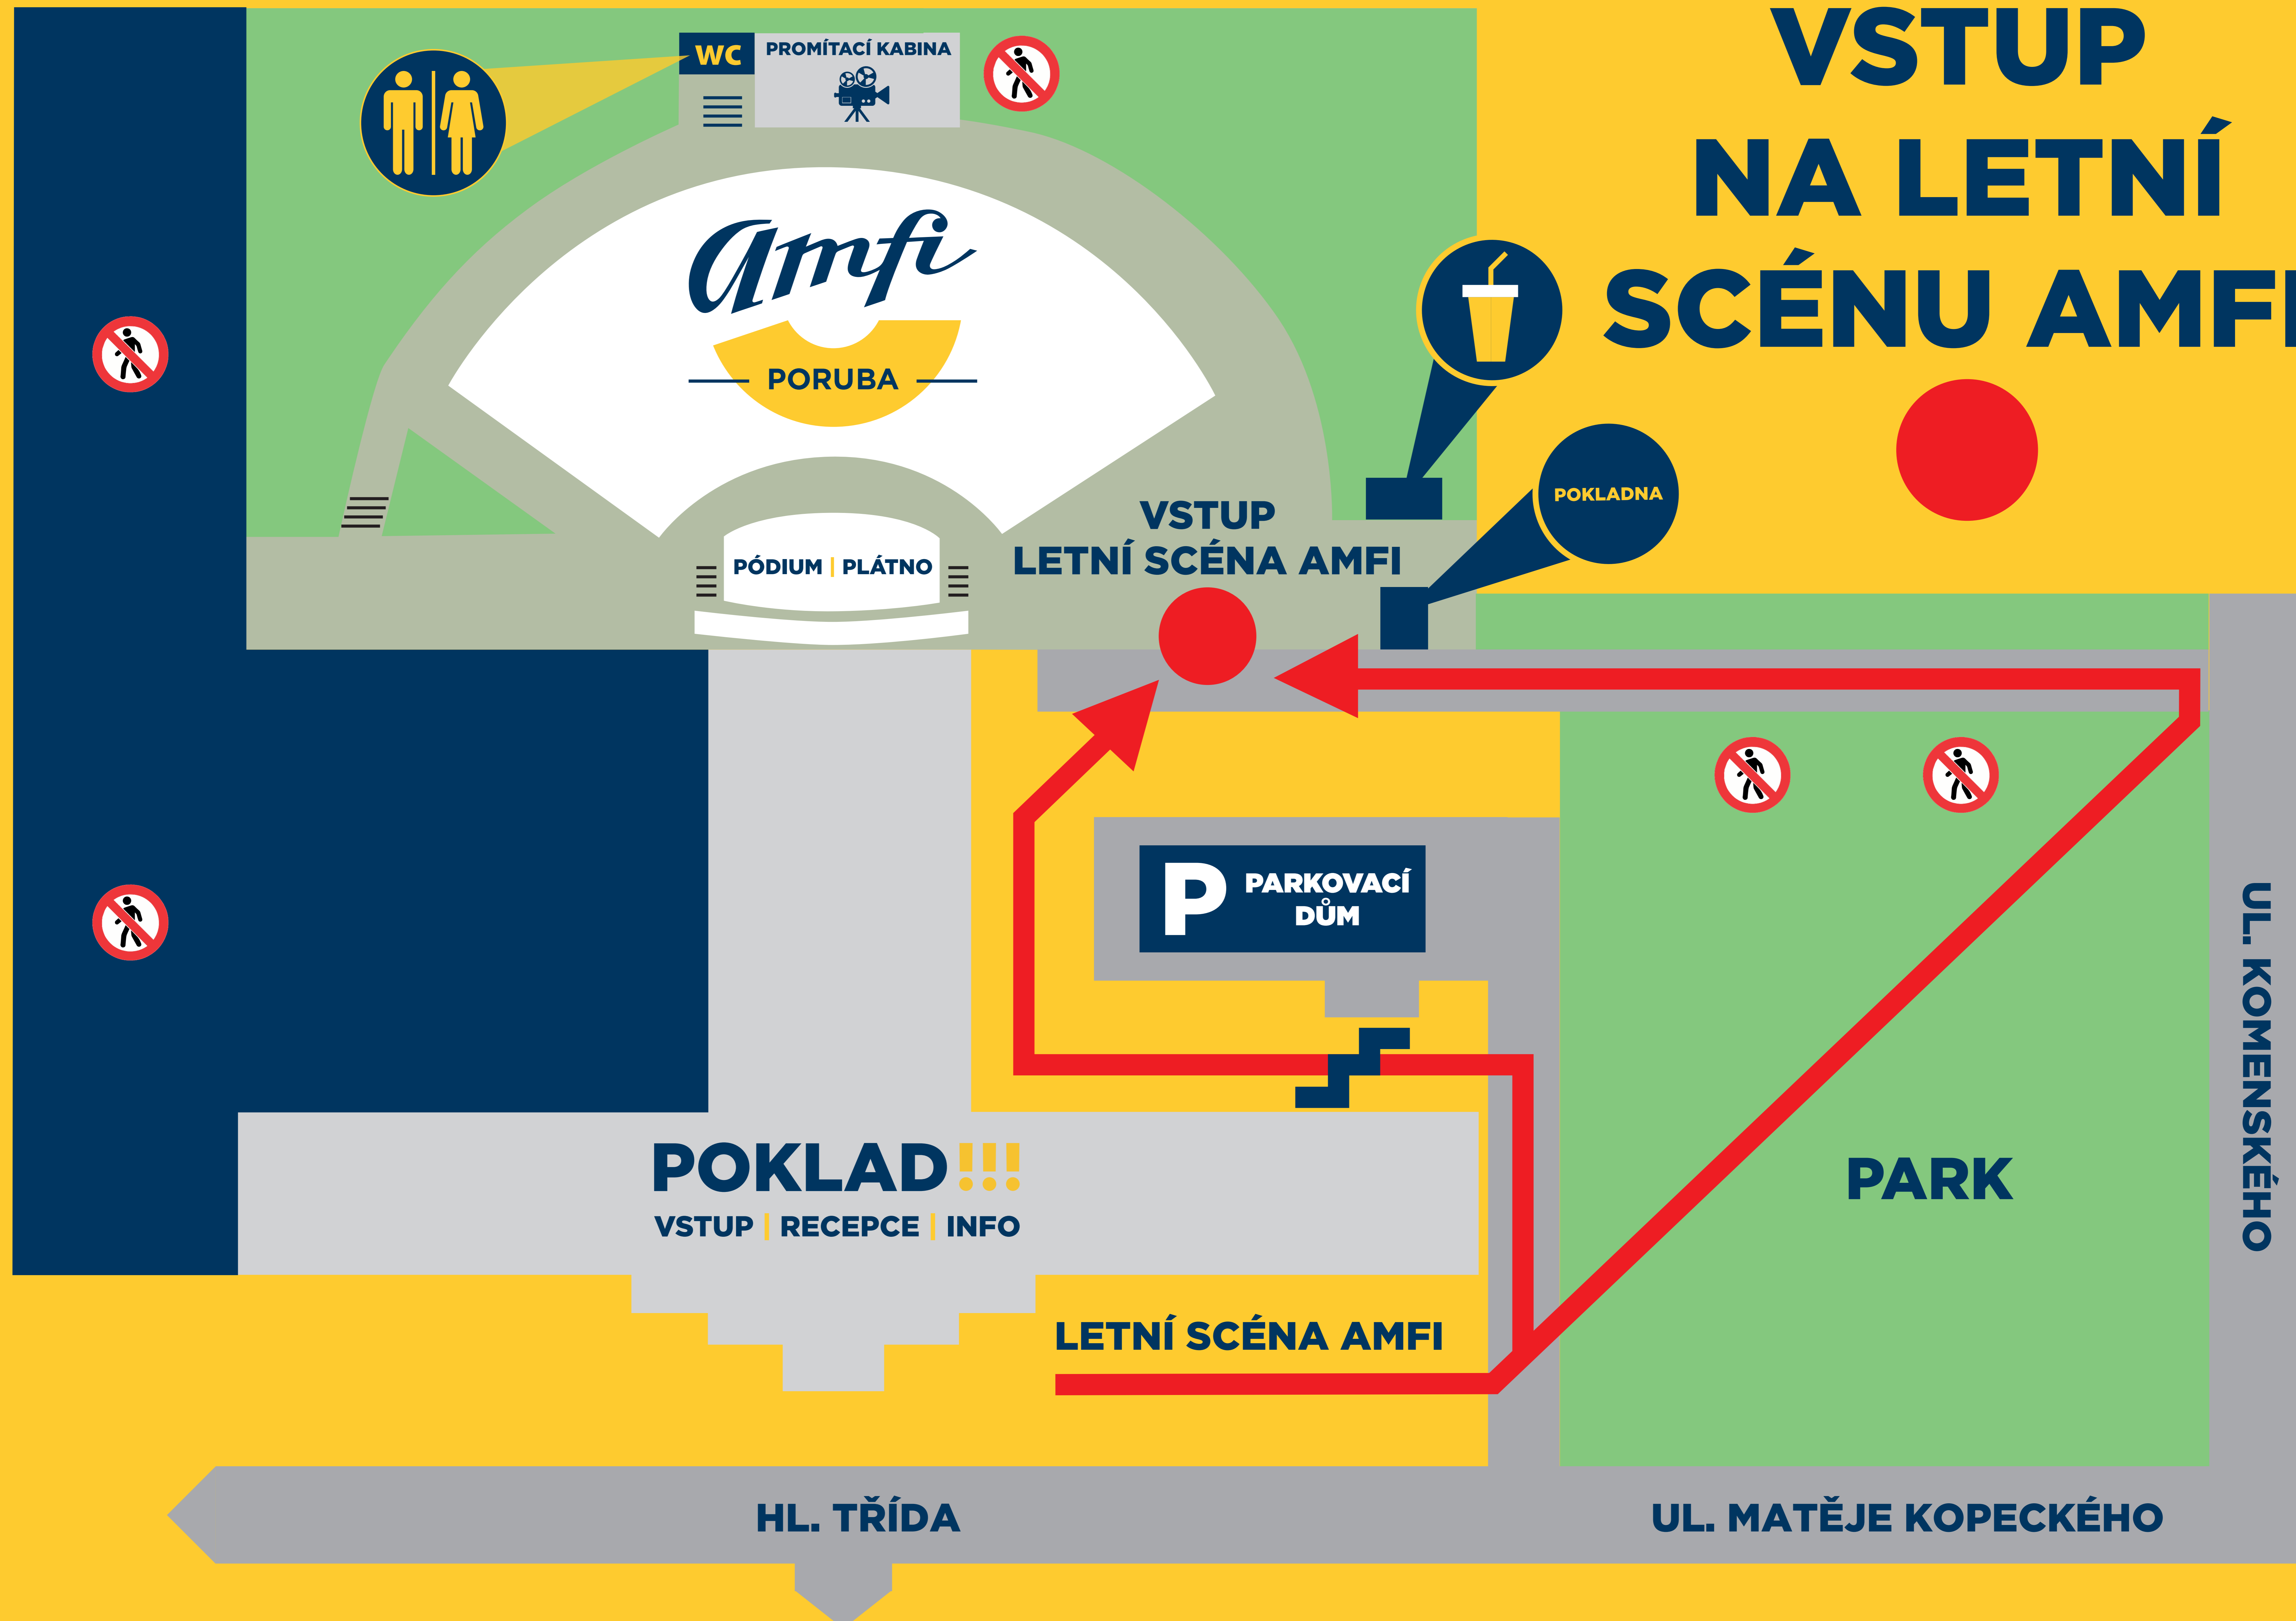 VSTUP
NA LETNÍ
SCÉNU AMFI
WC
PROMÍTACÍ KABINA
amfi
PORUBA
POKLADNA
VSTUP
LETNÍ SCÉNA AMFI
PÓDIUM | PLÁTNO
P PARKOVACÍ
DŮM
POKLAD!!!
VSTUP | RECEPCE | INFO
PARK
UL. KOMENSKÉHO
LETNÍ SCÉNA AMFI
HL. TŘÍDA
UL. MATĚJE KOPECKÉHO